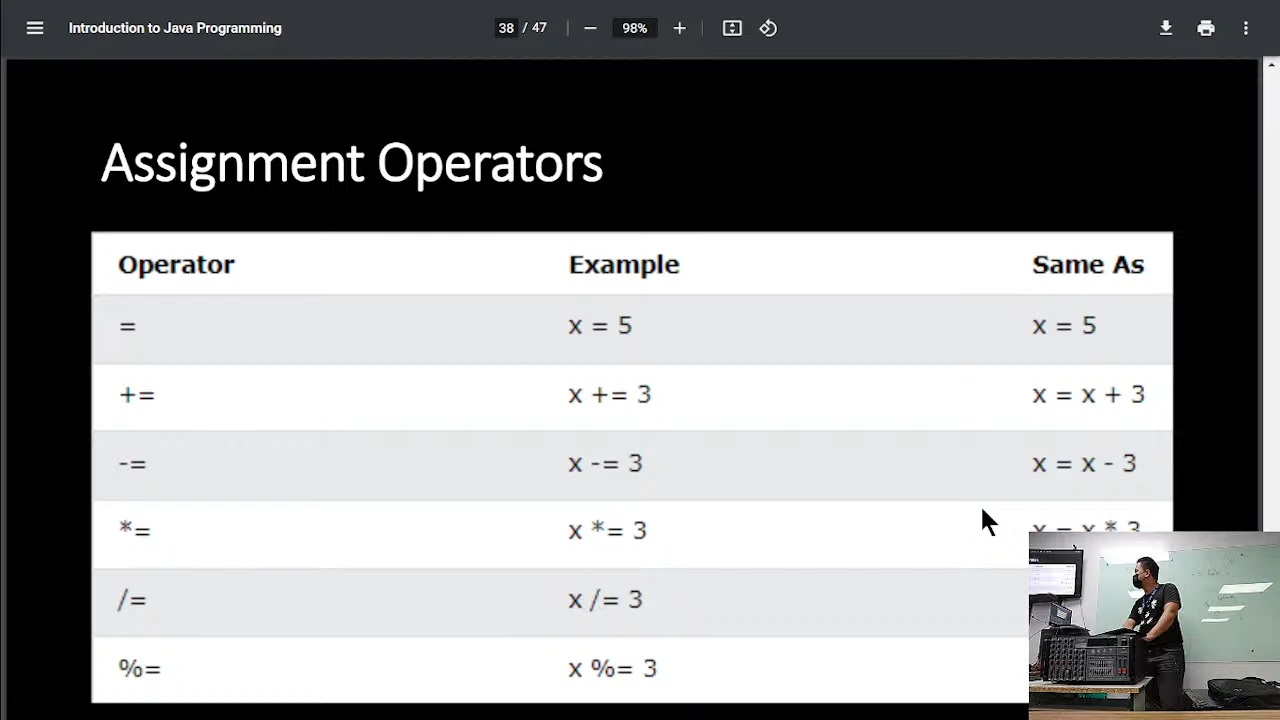 Introduction to Java Programming 38 / 47 98%
Assignment Operators
Operator Example Same As
= x = 5 x = 5
+= x += 3 x = x + 3
-= x -= 3 x = x - 3
*= x *= 3 x = x * 3
/= x /= 3
%= x %= 3